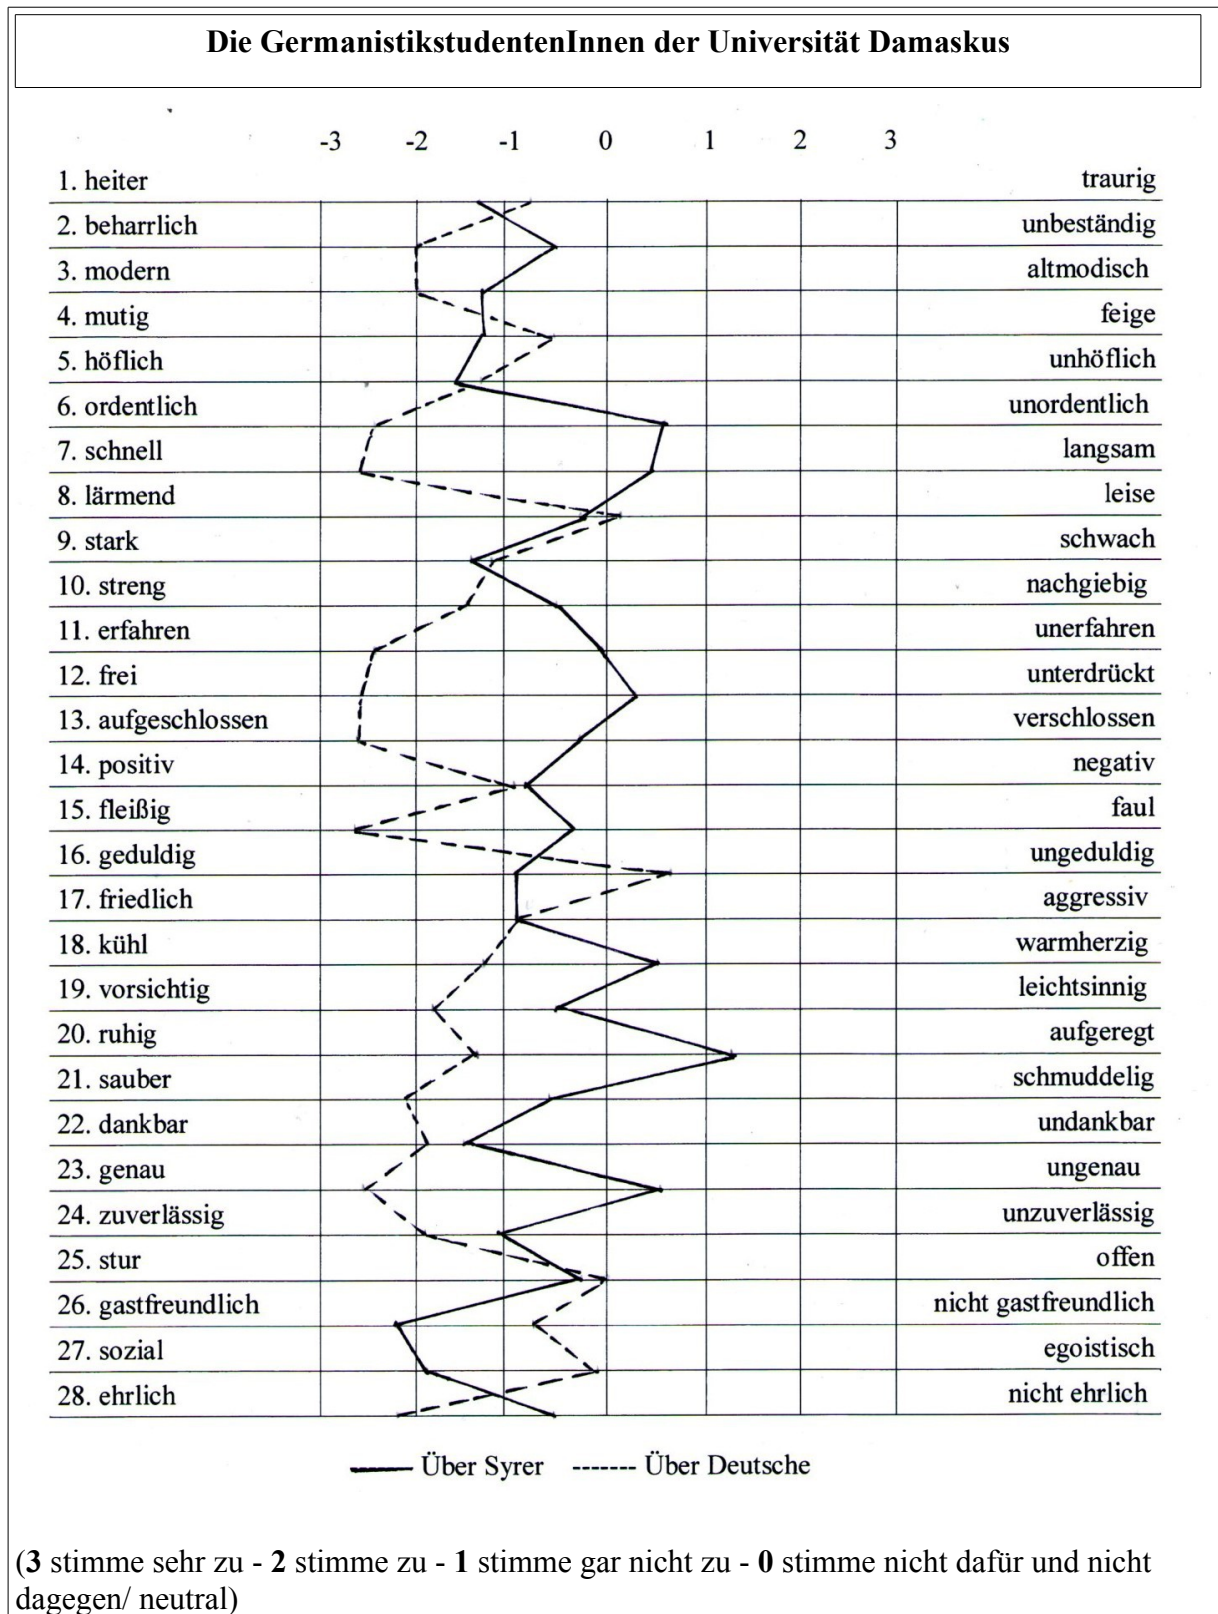 Die GermanistikstudentenInnen der Universität Damaskus
-3 -2 -1 0 1 2 3
1. heiter traurig
2. beharrlich unbeständig
3. modern altmodisch
4. mutig feige
5. höflich unhöflich
6. ordentlich unordentlich
7. schnell langsam
8. lärmend leise
9. stark schwach
10. streng nachgiebig
11. erfahren unerfahren
12. frei unterdrückt
13. aufgeschlossen verschlossen
14. positiv negativ
15. fleißig faul
16. geduldig ungeduldig
17. friedlich aggressiv
18. kühl warmherzig
19. vorsichtig leichtsinnig
20. ruhig aufgeregt
21. sauber schmuddelig
22. dankbar undankbar
23. genau ungenau
24. zuverlässig unzuverlässig
25. stur offen
26. gastfreundlich nicht gastfreundlich
27. sozial egoistisch
28. ehrlich nicht ehrlich
Über Syrer Über Deutsche
(3 stimme sehr zu - 2 stimme zu - 1 stimme gar nicht zu - 0 stimme nicht dafür und nicht
dagegen/ neutral)